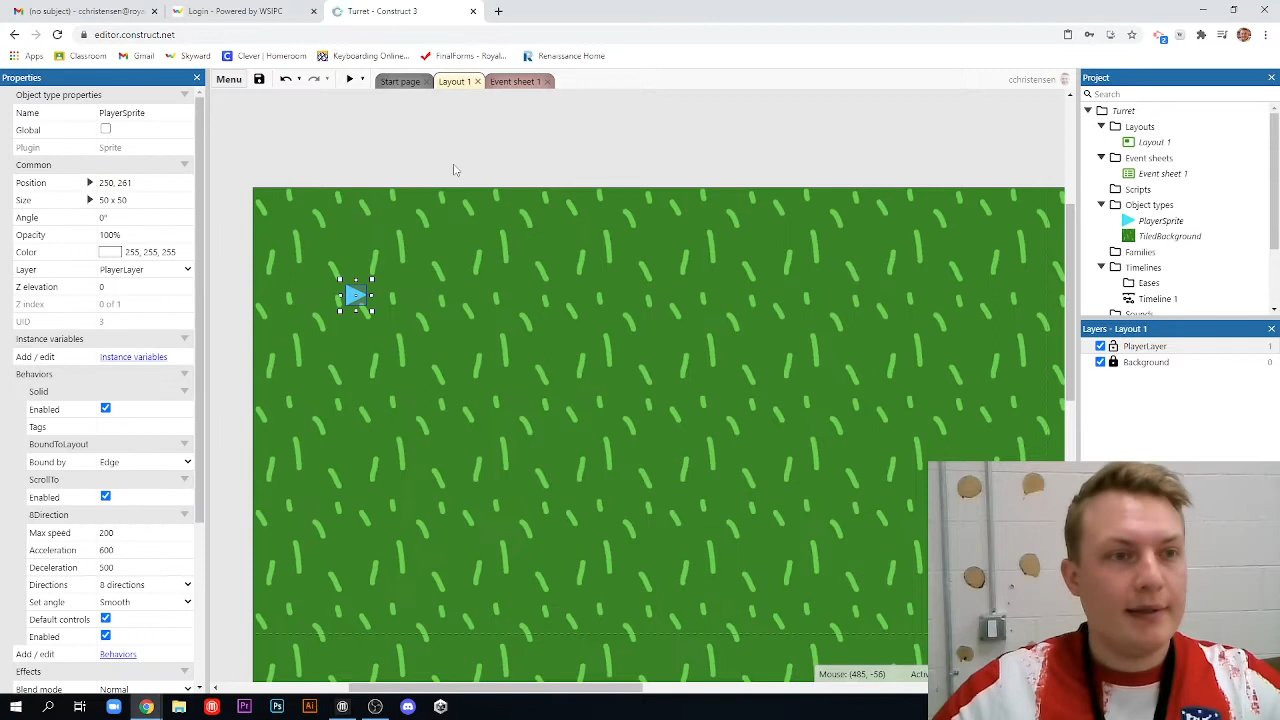 (no subject) - cchristensen@roy
Login - Powered by WSIPC
Turret - Construct 3
editor.construct.net
Apps
Classroom
Gmail
Skyward
Clever | Homeroom
Keyboarding Online...
FinalForms - Royal...
Renaissance Home
Properties
Menu
Start page
Layout 1
Event sheet 1
cchristensen
Project
Object type properties
Name PlayerSprite
Global
Plugin Sprite
Common
Position 250, 261
Size 50 x 50
Angle 0°
Opacity 100%
Color 255, 255, 255
Layer PlayerLayer
Z elevation 0
Z index 0 of 1
UID 3
Instance variables
Add / edit Instance variables
Behaviors
Solid
Enabled
Tags
BoundToLayout
Bound by Edge
ScrollTo
Enabled
8Direction
Max speed 200
Acceleration 600
Deceleration 500
Directions 8 directions
Set angle Smooth
Default controls
Enabled
Add / edit Behaviors
Effects
Blend mode Normal
Search
Turret
Layouts
Layout 1
Event sheets
Event sheet 1
Scripts
Object types
PlayerSprite
TiledBackground
Families
Timelines
Eases
Timeline 1
Sounds
Layers - Layout 1
PlayerLayer 1
Background 0
Mouse: (485, -56)